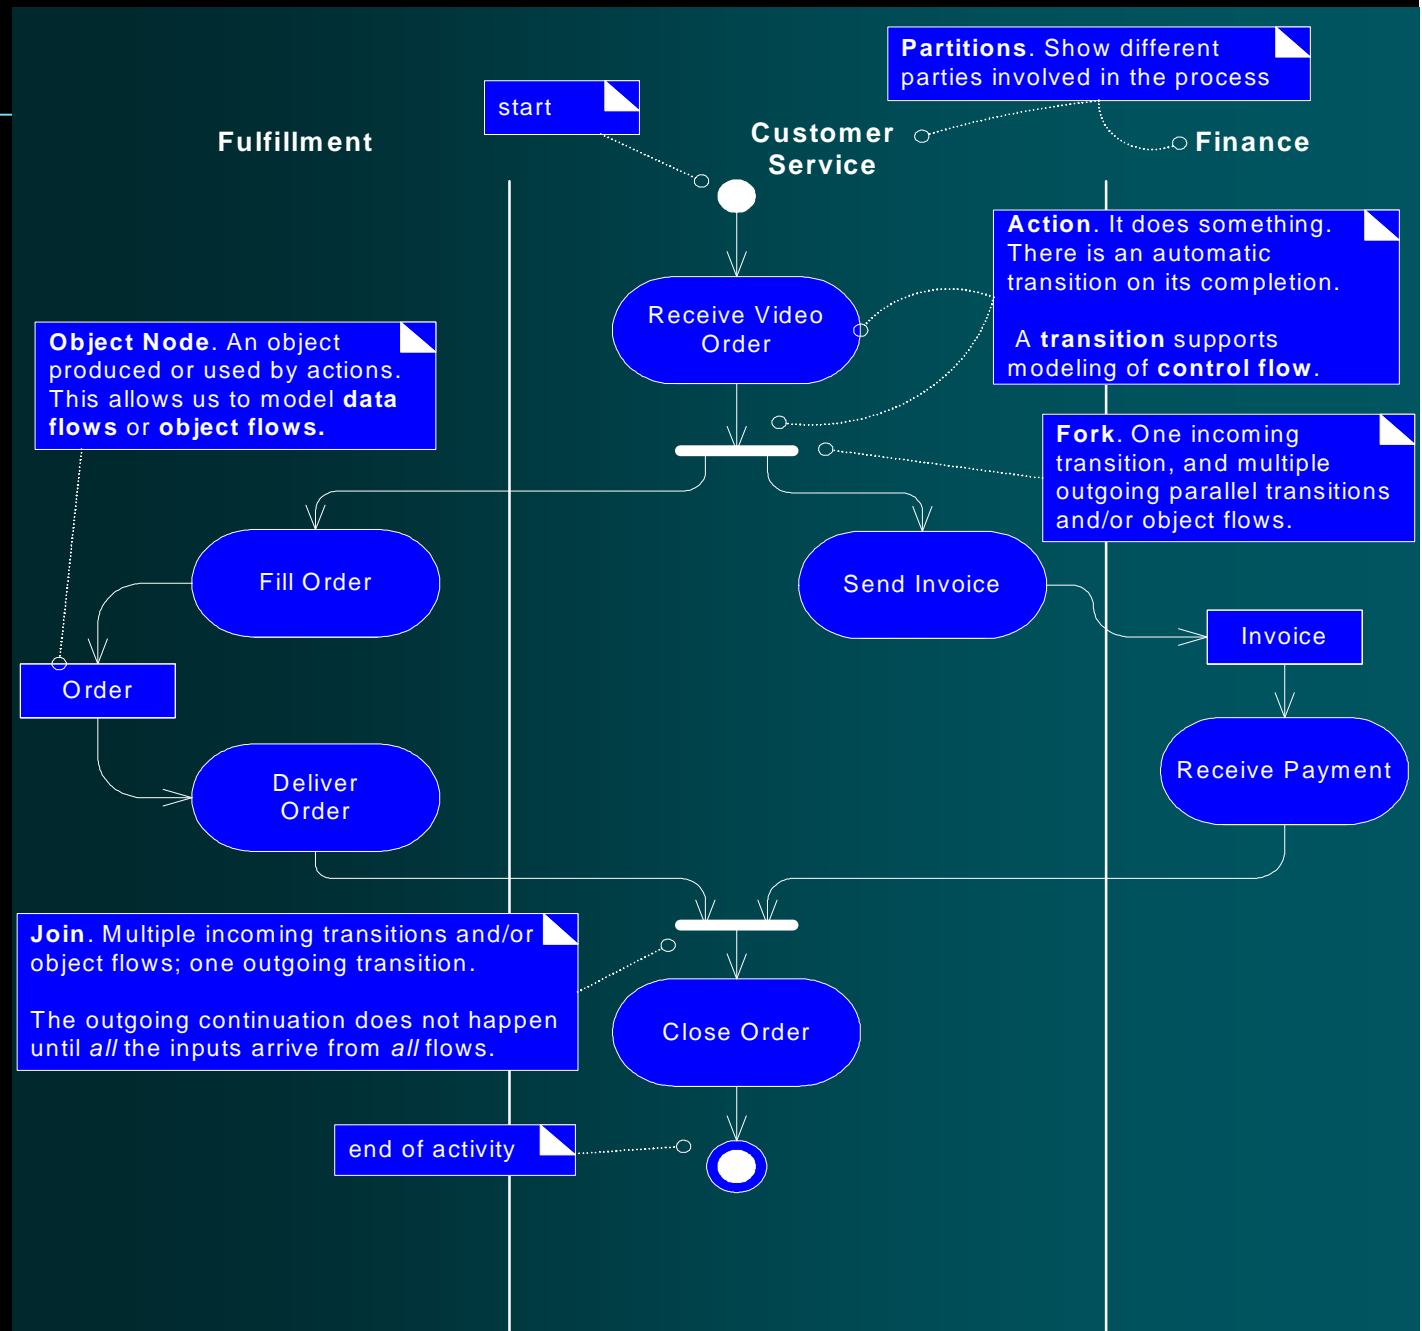 Partitions. Show different
parties involved in the process
start
Fulfillment
Customer
Service
Finance
Action. It does something.
There is an automatic
transition on its completion.
A transition supports
modeling of control flow.
Receive Video
Order
Object Node. An object
produced or used by actions.
This allows us to model data
flows or object flows.
Fork. One incoming
transition, and multiple
outgoing parallel transitions
and/or object flows.
Fill Order
Send Invoice
Invoice
Order
Deliver
Order
Receive Payment
Join. Multiple incoming transitions and/or
object flows; one outgoing transition.
The outgoing continuation does not happen
until all the inputs arrive from all flows.
Close Order
end of activity